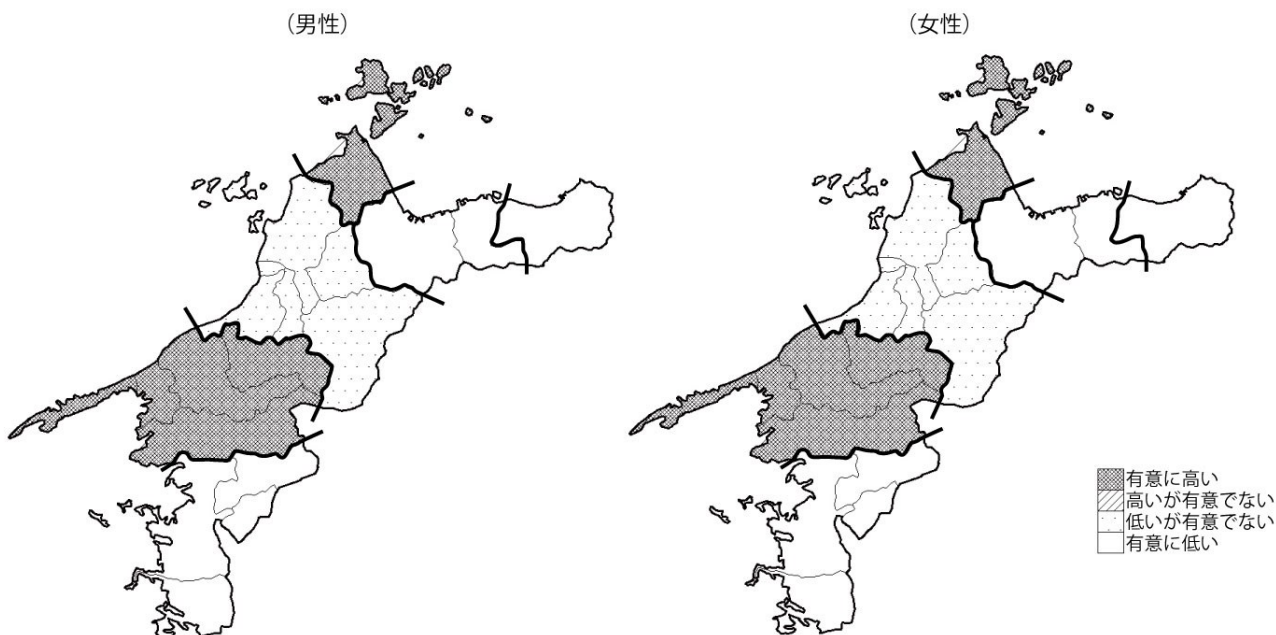 (男性)
(女性)
有意に高い
高いが有意でない
低いが有意でない
有意に低い